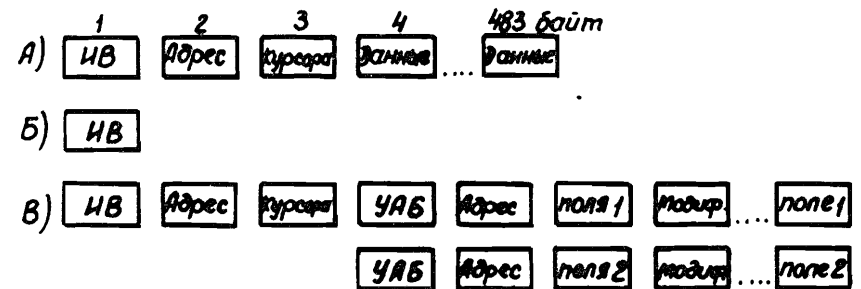 1 2 3 4 483 байт
А) ИВ Адрес Курсора Данные .... Данные
Б) ИВ
В) ИВ Адрес Курсора УАБ Адрес поля 1 модиф. .... поле 1
УАБ Адрес поля 2 модиф. .... поле 2